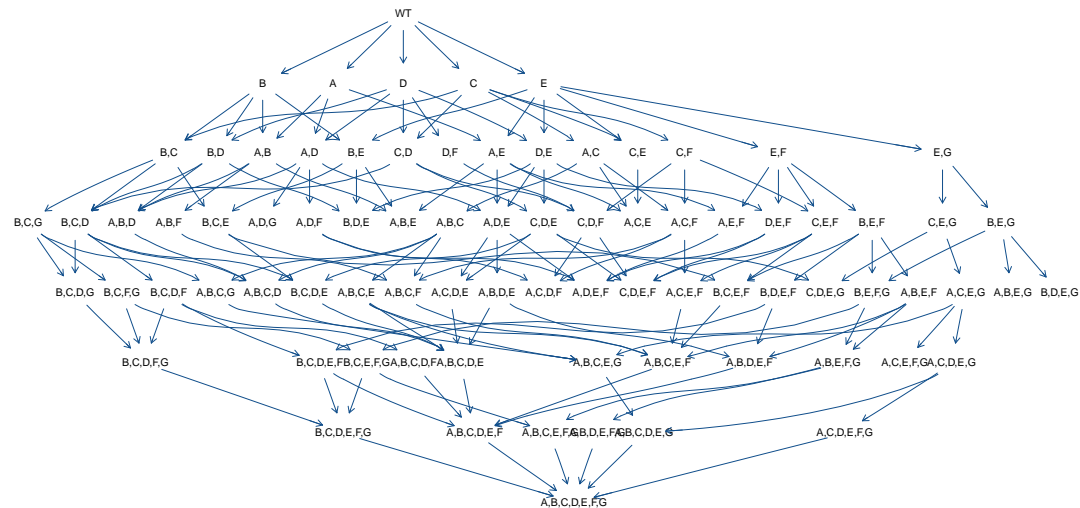 WT
B A D C E
B,C B,D A,B A,D B,E C,D D,F A,E D,E A,C C,E C,F E,F E,G
B,C,G B,C,D A,B,D A,B,F B,C,E A,D,G A,D,F B,D,E A,B,E A,B,C A,D,E C,D,E C,D,F A,C,E A,C,F A,E,F D,E,F C,E,F B,E,F C,E,G B,E,G
B,C,D,G B,C,F,G B,C,D,F A,B,C,G A,B,C,D B,C,D,E A,B,C,E A,B,C,F A,C,D,E A,B,D,E A,C,D,F A,D,E,F C,D,E,F A,C,E,F B,C,E,F B,D,E,F C,D,E,G B,E,F,G A,B,E,F A,C,E,G A,B,E,G B,D,E,G
B,C,D,F,G B,C,D,E,F B,C,E,F,G A,B,C,D,F A,B,C,D,E A,B,C,E,G A,B,C,E,F A,B,D,E,F A,B,E,F,G A,C,E,F,G A,C,D,E,G
B,C,D,E,F,G A,B,C,D,E,F A,B,C,E,F,G A,B,D,E,F,G A,B,C,D,E,G A,C,D,E,F,G
A,B,C,D,E,F,G